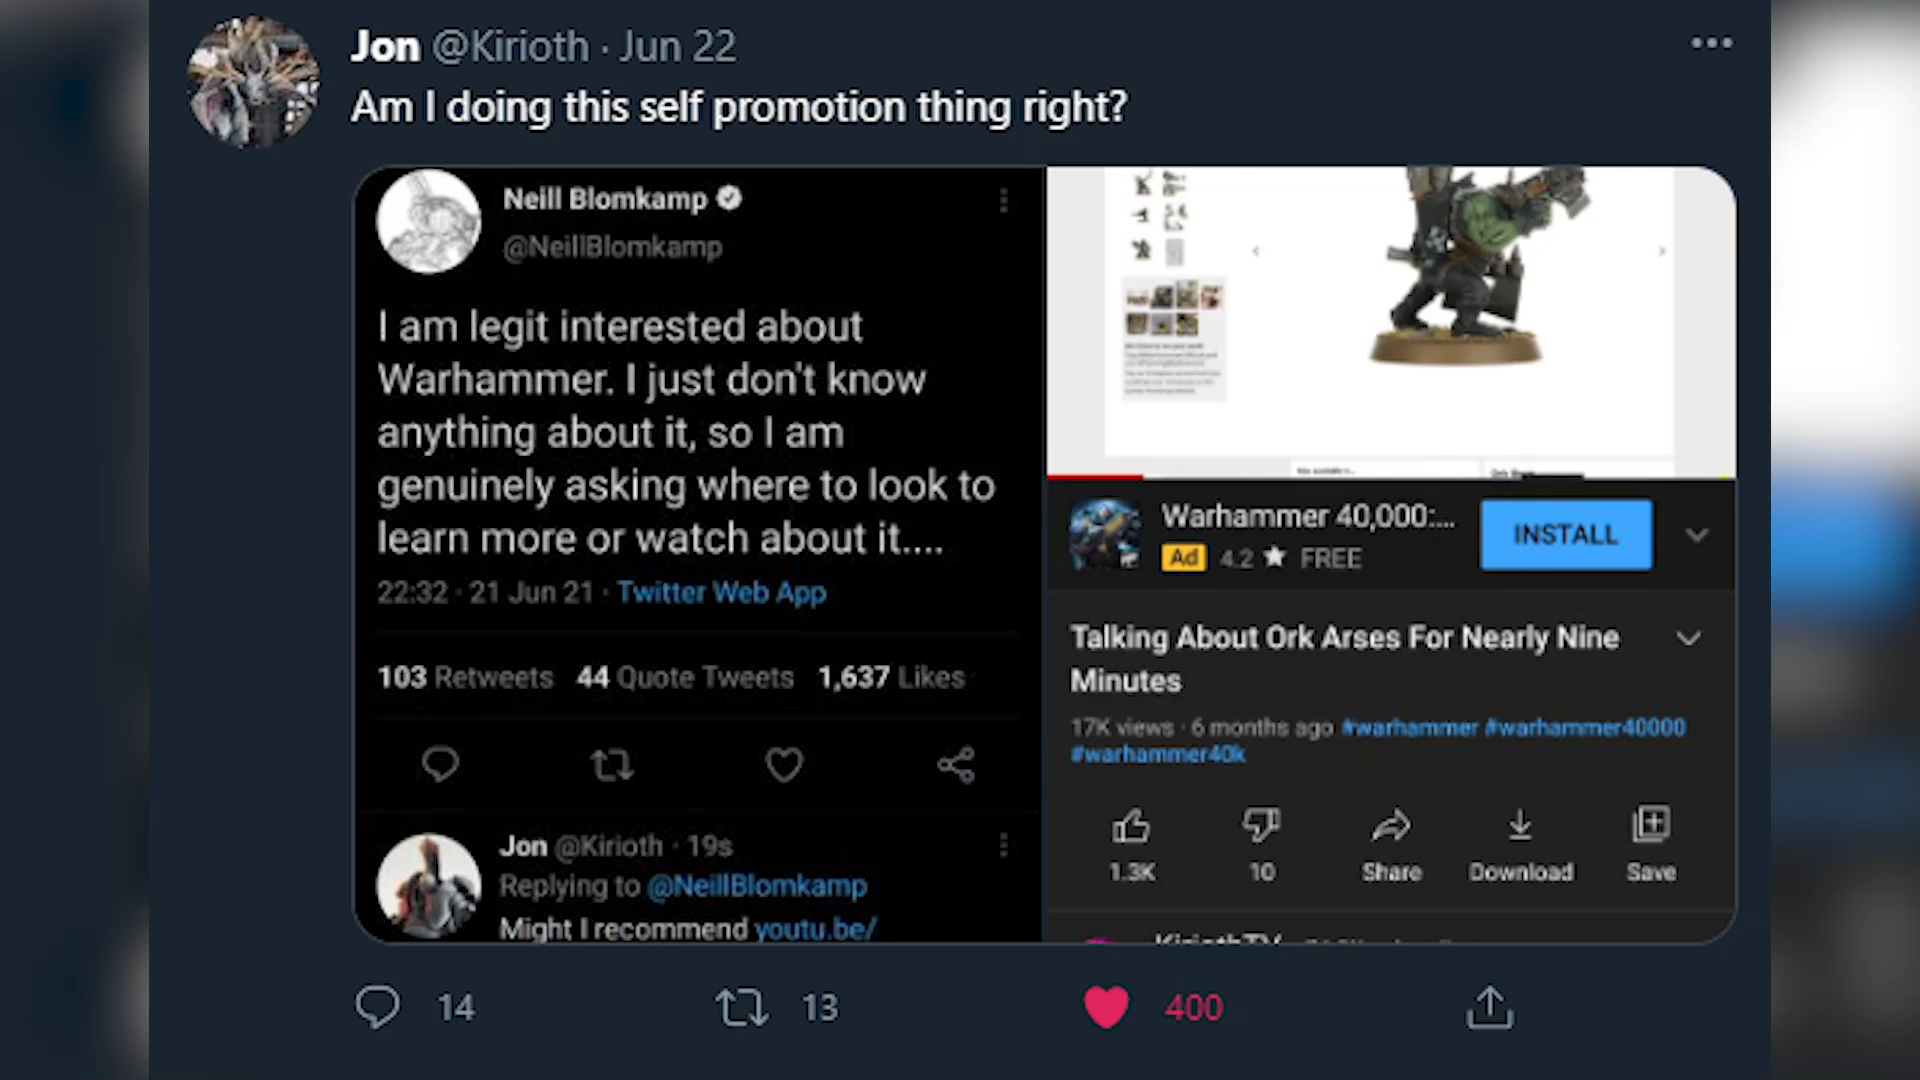 Jon @Kirioth · Jun 22
Am I doing this self promotion thing right?
Neill Blomkamp
@NeillBlomkamp
I am legit interested about
Warhammer. I just don't know
anything about it, so I am
genuinely asking where to look to
learn more or watch about it....
22:32 · 21 Jun 21 · Twitter Web App
103 Retweets 44 Quote Tweets 1,637 Likes
Jon @Kirioth · 19s
Replying to @NeillBlomkamp
Might I recommend youtu.be/
Warhammer 40,000:...
Ad 4.2 ★ FREE
INSTALL
Talking About Ork Arses For Nearly Nine
Minutes
17K views · 6 months ago #warhammer #warhammer40000
#warhammer40k
1.3K 10 Share Download Save
KiriothTV
14 13 400